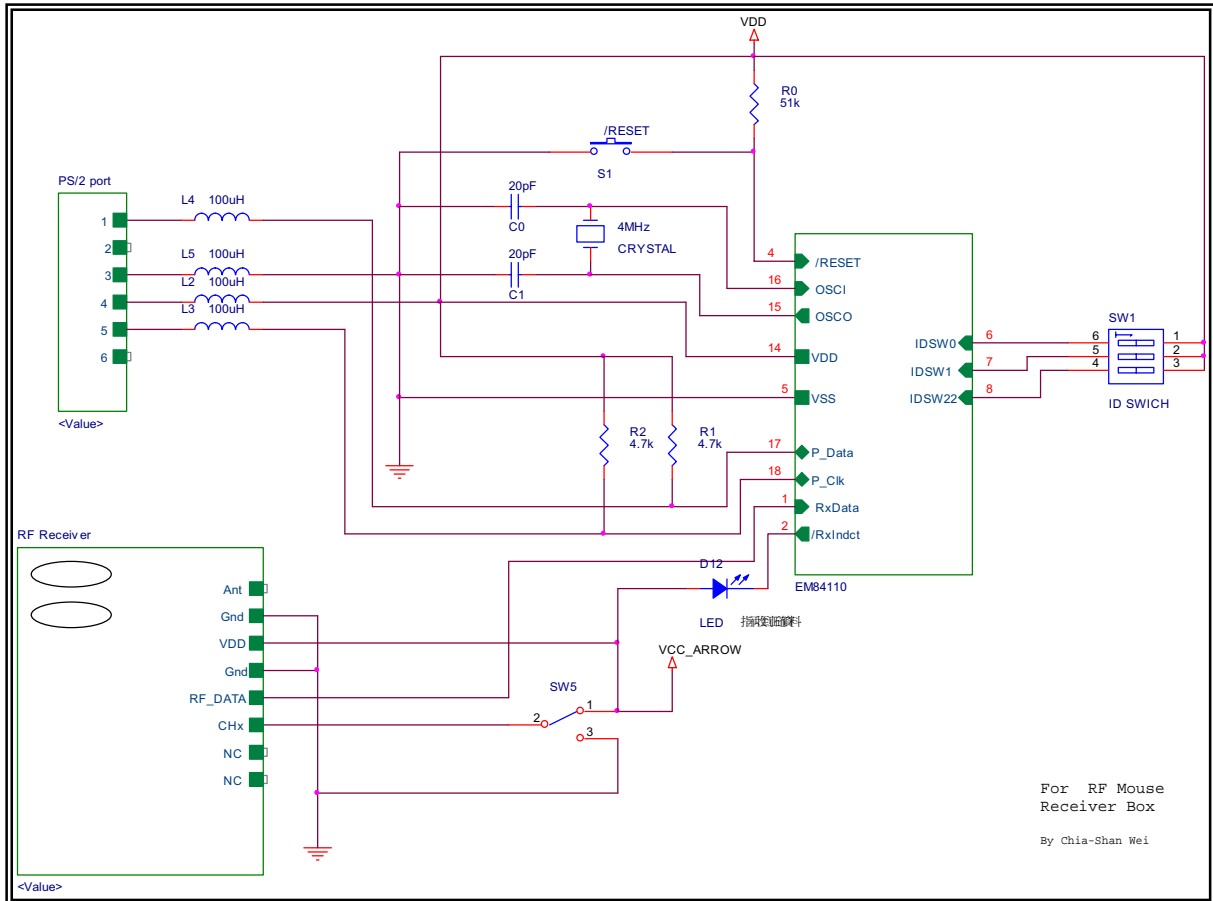 VDD
R0
51k
/RESET
S1
PS/2 port
L4 100uH
20pF
C0
4MHz
CRYSTAL
20pF
C1
L5 100uH
L2 100uH
L3 100uH
1
2
3
4
5
6
<Value>
4 /RESET
16 OSCI
15 OSCO
14 VDD
5 VSS
17 P_Data
18 P_Clk
1 RxData
2 /RxIndct
IDSW0 6
IDSW1 7
IDSW22 8
EM84110
SW1
6 1
5 2
4 3
ID SWICH
R2
4.7k
R1
4.7k
RF Receiver
Ant
Gnd
VDD
Gnd
RF_DATA
CHx
NC
NC
<Value>
D12
LED
VCC_ARROW
SW5
1
2
3
For RF Mouse
Receiver Box
By Chia-Shan Wei